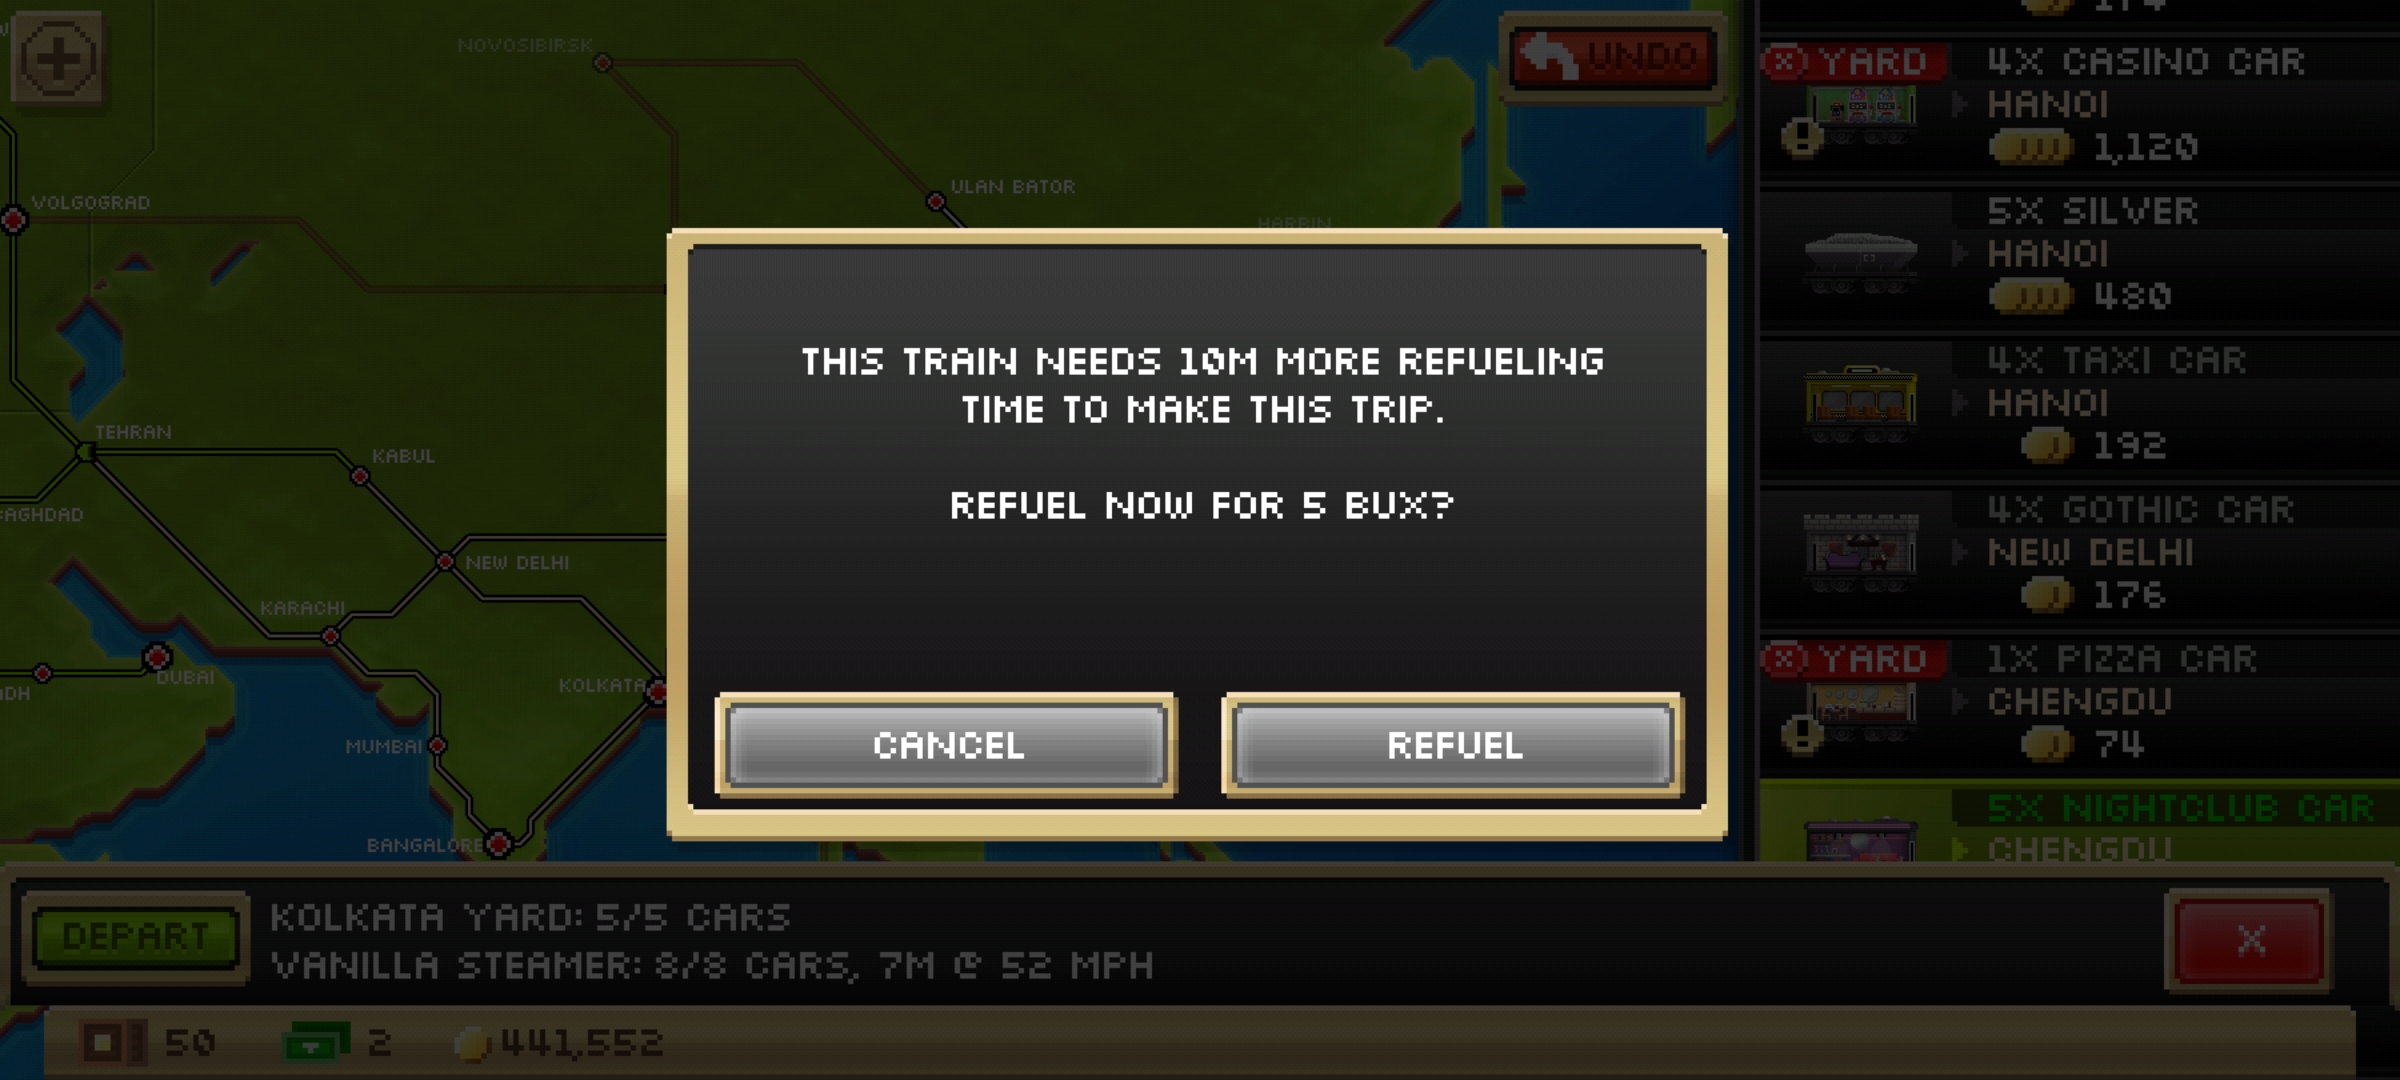 NOVOSIBIRSK
UNDO
ULAN BATOR
VOLGOGRAD
HARBIN
TEHRAN
KABUL
NEW DELHI
KARACHI
DUBAI
KOLKATA
MUMBAI
BANGALORE
THIS TRAIN NEEDS 10M MORE REFUELING
TIME TO MAKE THIS TRIP.
REFUEL NOW FOR 5 BUX?
CANCEL
REFUEL
YARD
4X CASINO CAR
HANOI
1,120
5X SILVER
HANOI
480
4X TAXI CAR
HANOI
192
4X GOTHIC CAR
NEW DELHI
176
YARD
1X PIZZA CAR
CHENGDU
74
5X NIGHTCLUB CAR
CHENGDU
DEPART
KOLKATA YARD: 5/5 CARS
VANILLA STEAMER: 8/8 CARS, 7M @ 52 MPH
X
50
2
441,552